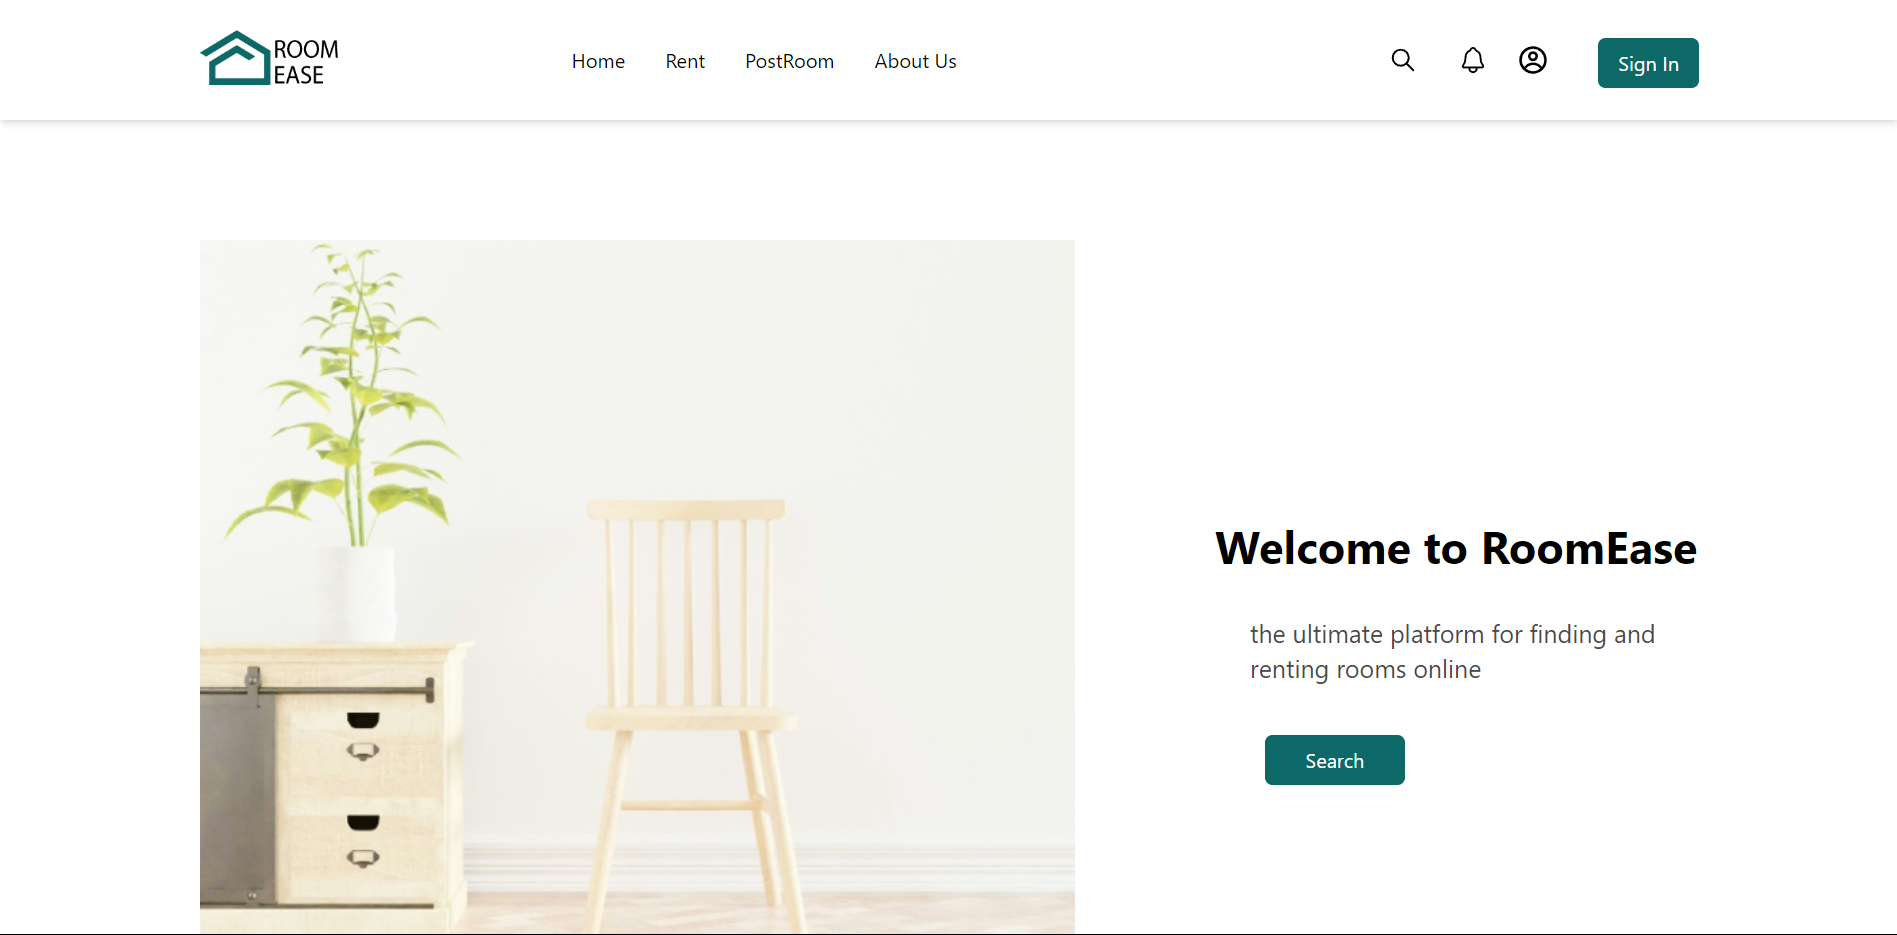 ROOM
EASE
Home
Rent
PostRoom
About Us
Sign In
Welcome to RoomEase
the ultimate platform for finding and
renting rooms online
Search